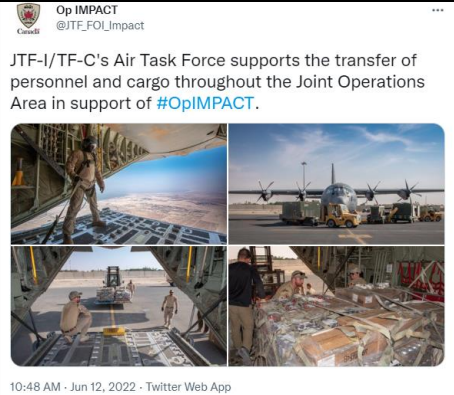 Op IMPACT
@JTF_FOI_Impact
Canada
JTF-I/TF-C's Air Task Force supports the transfer of
personnel and cargo throughout the Joint Operations
Area in support of #OpIMPACT.
10:48 AM · Jun 12, 2022 · Twitter Web App